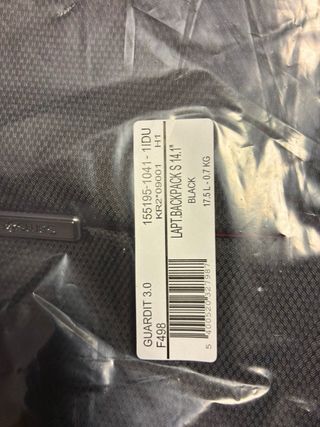 GUARDIT 3.0
155195-1041- 1IDU
F498
KR2*09001 H1
LAPT.BACKPACK S 14.1"
BLACK
17.5 L - 0.7 KG